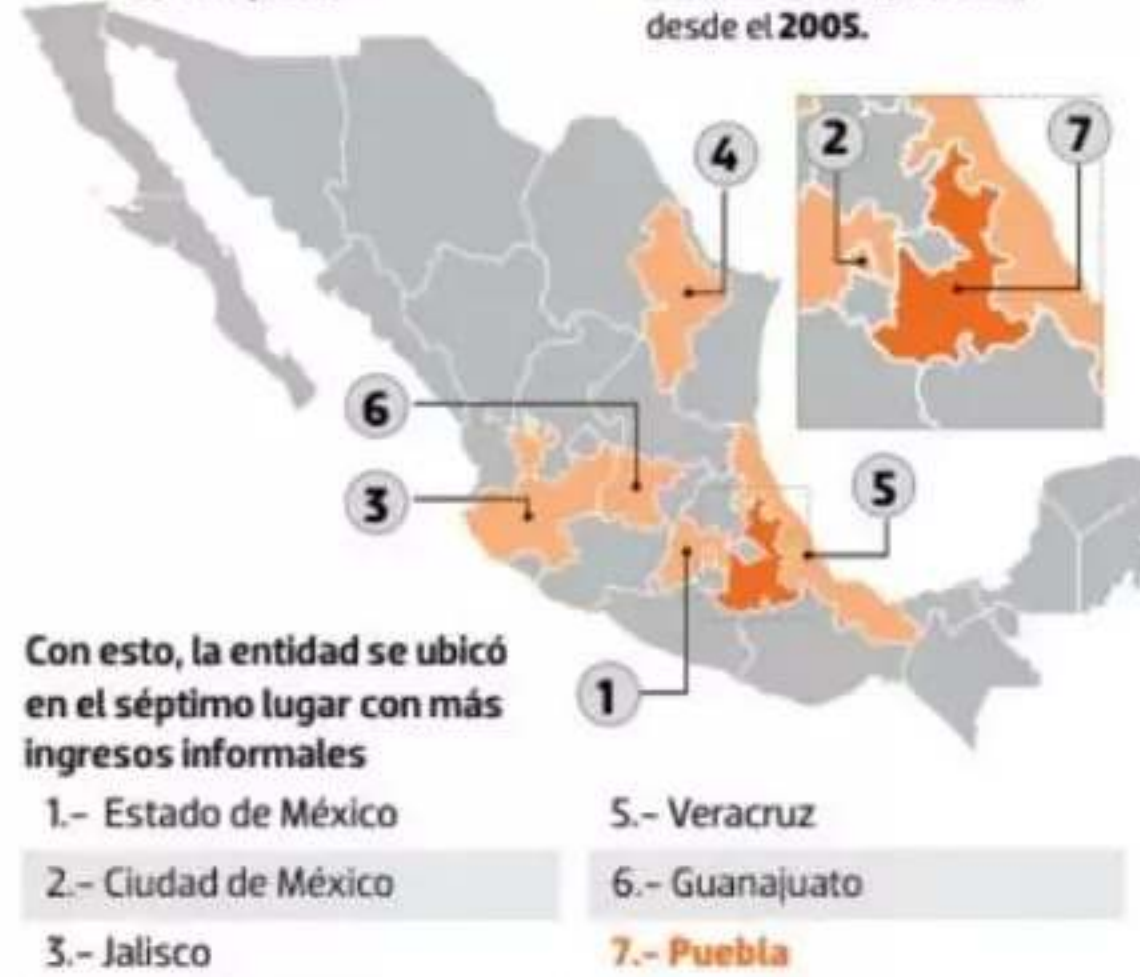 desde el 2005.
4
2
7
6
3
5
1
Con esto, la entidad se ubicó
en el séptimo lugar con más
ingresos informales
1.- Estado de México
2.- Ciudad de México
3.- Jalisco
5.- Veracruz
6.- Guanajuato
7.- Puebla